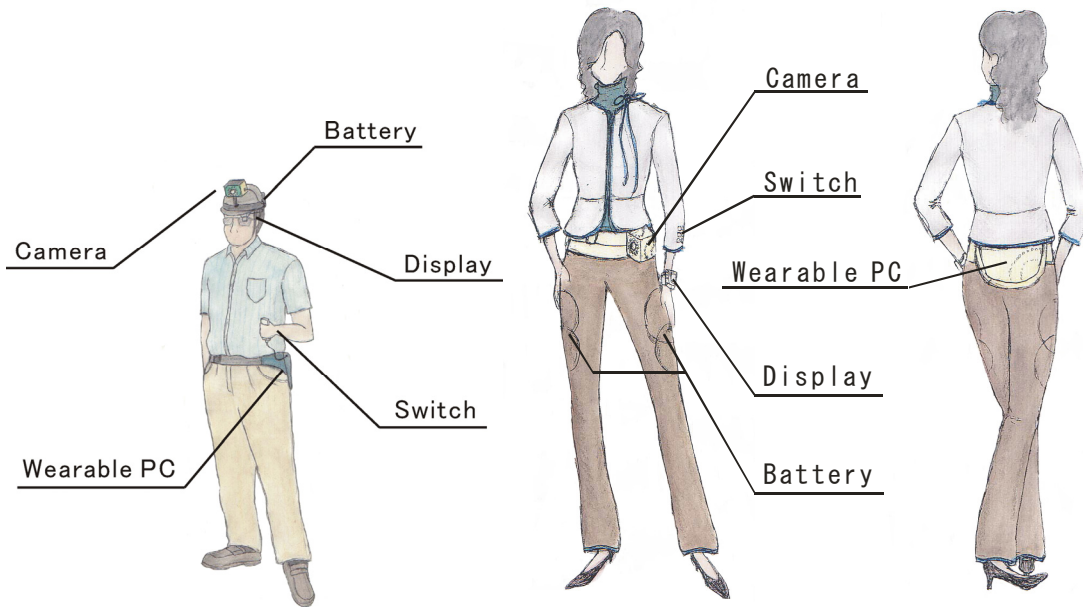 Battery
Camera
Display
Switch
Wearable PC
Camera
Switch
Wearable PC
Display
Battery